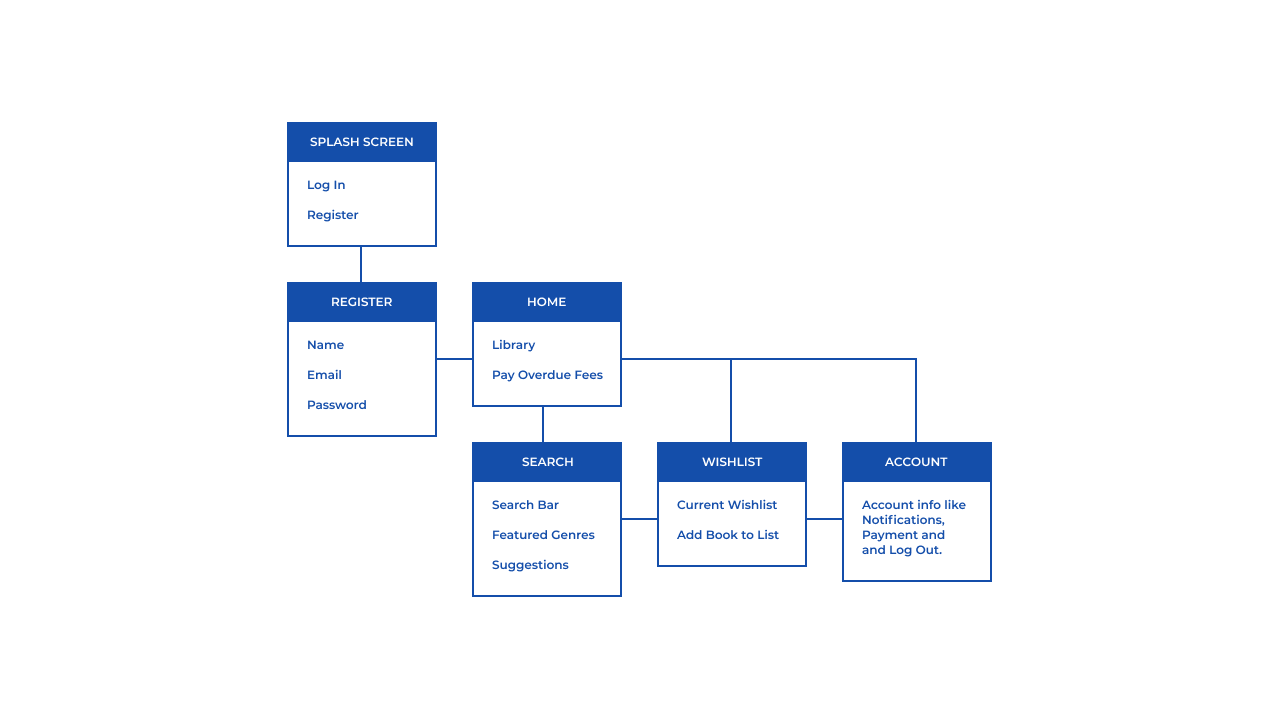 SPLASH SCREEN
Log In
Register
REGISTER
Name
Email
Password
HOME
Library
Pay Overdue Fees
SEARCH
Search Bar
Featured Genres
Suggestions
WISHLIST
Current Wishlist
Add Book to List
ACCOUNT
Account info like
Notifications,
Payment and
and Log Out.